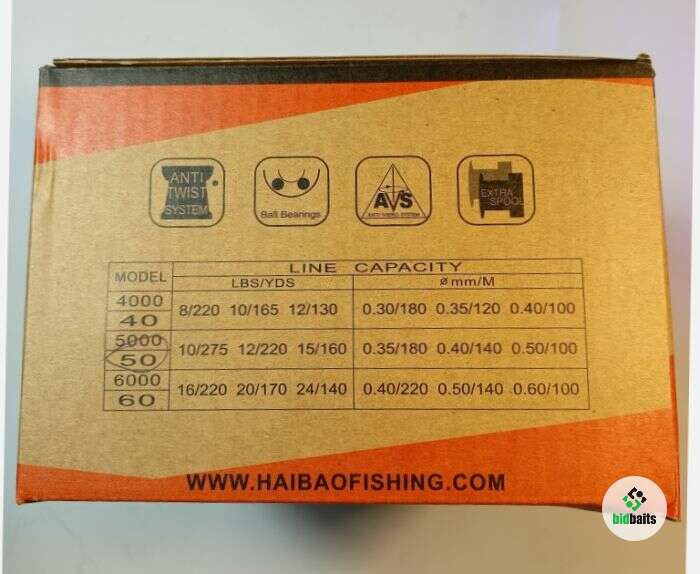 ANTI
TWIST
SYSTEM
Ball Bearings
AVS
ANTI VIBRO SYSTEM
EXTRA
SPOOL
MODEL
LINE CAPACITY
LBS/YDS
ø mm/M
4000
40
8/220 10/165 12/130
0.30/180 0.35/120 0.40/100
5000
50
10/275 12/220 15/160
0.35/180 0.40/140 0.50/100
6000
60
16/220 20/170 24/140
0.40/220 0.50/140 0.60/100
WWW.HAIBAOFISHING.COM
bidbaits